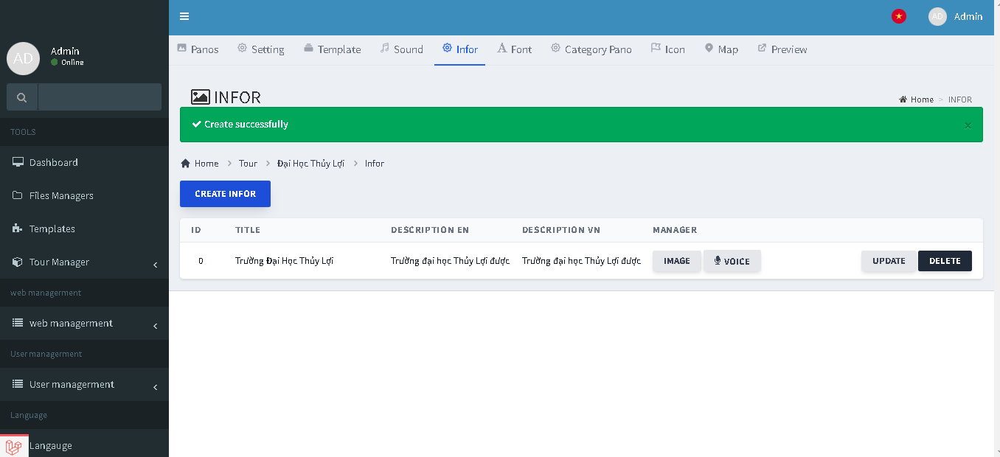 AD Admin
AD
Admin
Online
Panos Setting Template Sound Infor Font Category Pano Icon Map Preview
INFOR
Home > INFOR
Create successfully ×
Home > Tour > Đại Học Thủy Lợi > Infor
CREATE INFOR
ID TITLE DESCRIPTION EN DESCRIPTION VN MANAGER
0 Trường Đại Học Thủy Lợi Trường đại học Thủy Lợi được Trường đại học Thủy Lợi được IMAGE VOICE UPDATE DELETE
TOOLS
Dashboard
Files Managers
Templates
Tour Manager
web managerment
web managerment
User managerment
User managerment
Language
Langauge